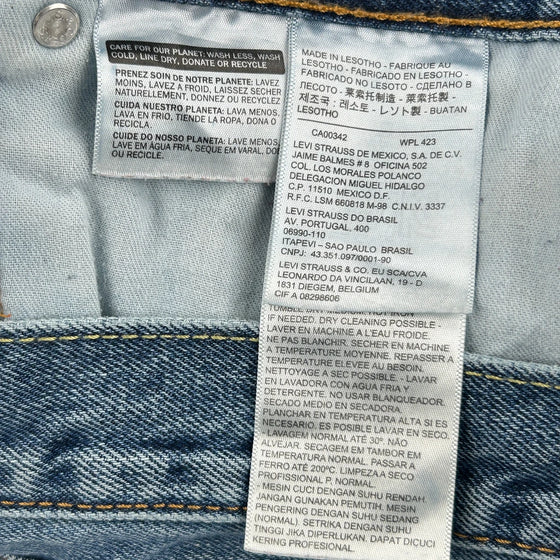 CARE FOR OUR PLANET: WASH LESS, WASH
COLD, LINE DRY, DONATE OR RECYCLE
PRENEZ SOIN DE NOTRE PLANETE: LAVEZ
MOINS, LAVEZ A FROID, LAISSEZ SECHER
NATURELLEMENT, DONNEZ OU RECYCLEZ
CUIDA NUESTRO PLANETA: LAVA MENOS,
LAVA EN FRIO, TIENDE LA ROPA, DONA
O RECYCLA.
CUIDE DO NOSSO PLANETA: LAVE MENOS,
LAVE EM ÁGUA FRIA, SEQUE EM VARAL, DOE
OU RECYCLE.
MADE IN LESOTHO - FABRIQUE AU
LESOTHO - FABRICADO EN LESOTHO -
FABRICADO NO LESOTO - СДЕЛАНО В
ЛЕСОТО - 莱索托制造 - 萊索托製 -
제조국: 레소토 - レソト製 - BUATAN
LESOTHO
CA00342 WPL 423
LEVI STRAUSS DE MEXICO, S.A. DE C.V.
JAIME BALMES # 8 OFICINA 502
COL. LOS MORALES POLANCO
DELEGACION MIGUEL HIDALGO
C.P. 11510 MEXICO D.F.
R.F.C. LSM 660818 M-98 C.N.I.V. 3337
LEVI STRAUSS DO BRASIL
AV. PORTUGAL, 400
06990-110
ITAPEVI – SAO PAULO BRASIL
CNPJ: 43.351.097/0001-90
LEVI STRAUSS & CO. EU SCA/CVA
LEONARDO DA VINCILAAN, 19 - D
1831 DIEGEM, BELGIUM
CIF A 08298606
TUMBLE DRY MEDIUM. HOT IRON
IF NEEDED. DRY CLEANING POSSIBLE -
LAVER EN MACHINE A L'EAU FROIDE.
NE PAS BLANCHIR. SECHER EN MACHINE
A TEMPERATURE MOYENNE. REPASSER A
TEMPERATURE ELEVEE AU BESOIN.
NETTOYAGE A SEC POSSIBLE - LAVAR
EN LAVADORA CON AGUA FRIA Y
DETERGENTE. NO USAR BLANQUEADOR.
SECADO MEDIO EN SECADORA.
PLANCHAR EN TEMPERATURA ALTA SI ES
NECESARIO. ES POSIBLE LAVAR EN SECO.
- LAVAGEM NORMAL ATÉ 30º. NÃO
ALVEJAR. SECAGEM EM TAMBOR EM
TEMPERATURA NORMAL. PASSAR A
FERRO ATÉ 200ºC. LIMPEZA A SECO
PROFISSIONAL P, NORMAL.
- MESIN CUCI DENGAN SUHU RENDAH
JANGAN GUNAKAN PEMUTIH. MESIN
PENGERING DENGAN SUHU SEDANG
(NORMAL). SETRIKA DENGAN SUHU
TINGGI JIKA DIPERLUKAN. DAPAT DICUCI
KERING PROFESSIONAL.